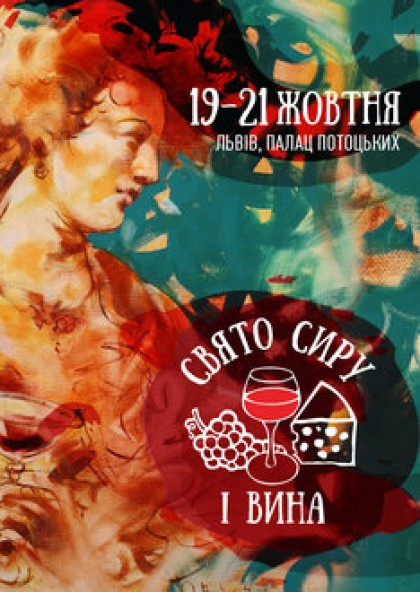 19–21 ЖОВТНЯ
ЛЬВІВ, ПАЛАЦ ПОТОЦЬКИХ
СВЯТО СИРУ
І ВИНА